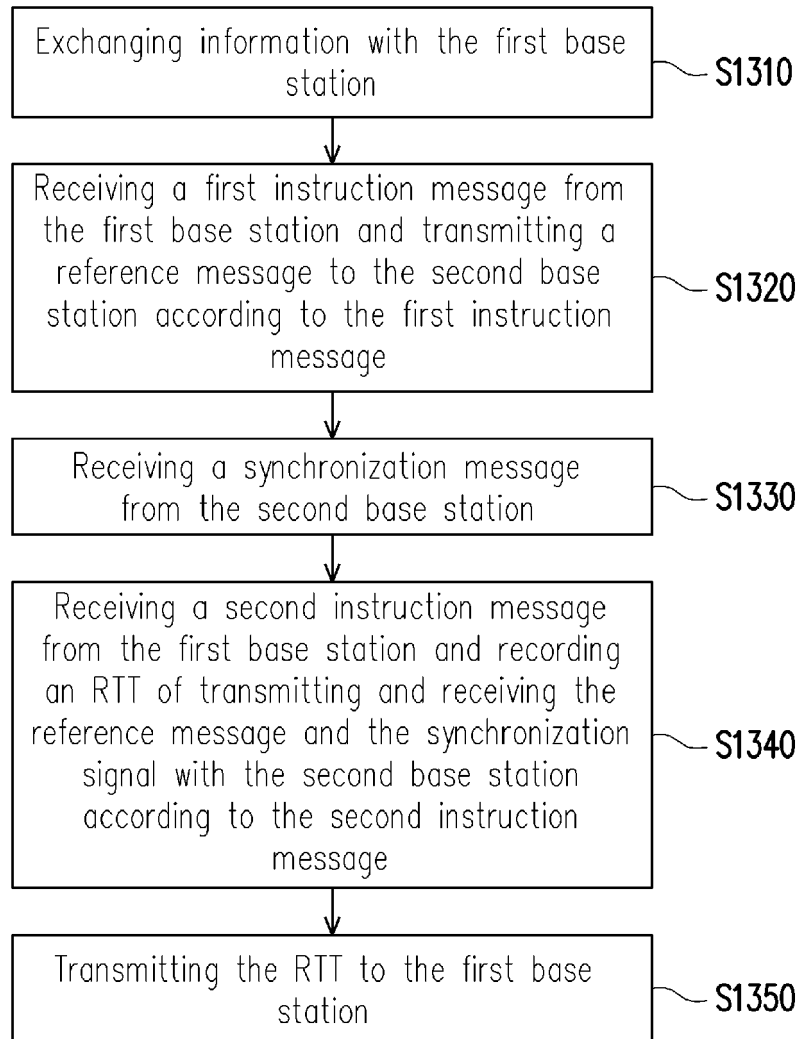 Exchanging information with the first base
station
S1310
Receiving a first instruction message from
the first base station and transmitting a
reference message to the second base
station according to the first instruction
message
S1320
Receiving a synchronization message
from the second base station
S1330
Receiving a second instruction message
from the first base station and recording
an RTT of transmitting and receiving the
reference message and the synchronization
signal with the second base station
according to the second instruction
message
S1340
Transmitting the RTT to the first base
station
S1350